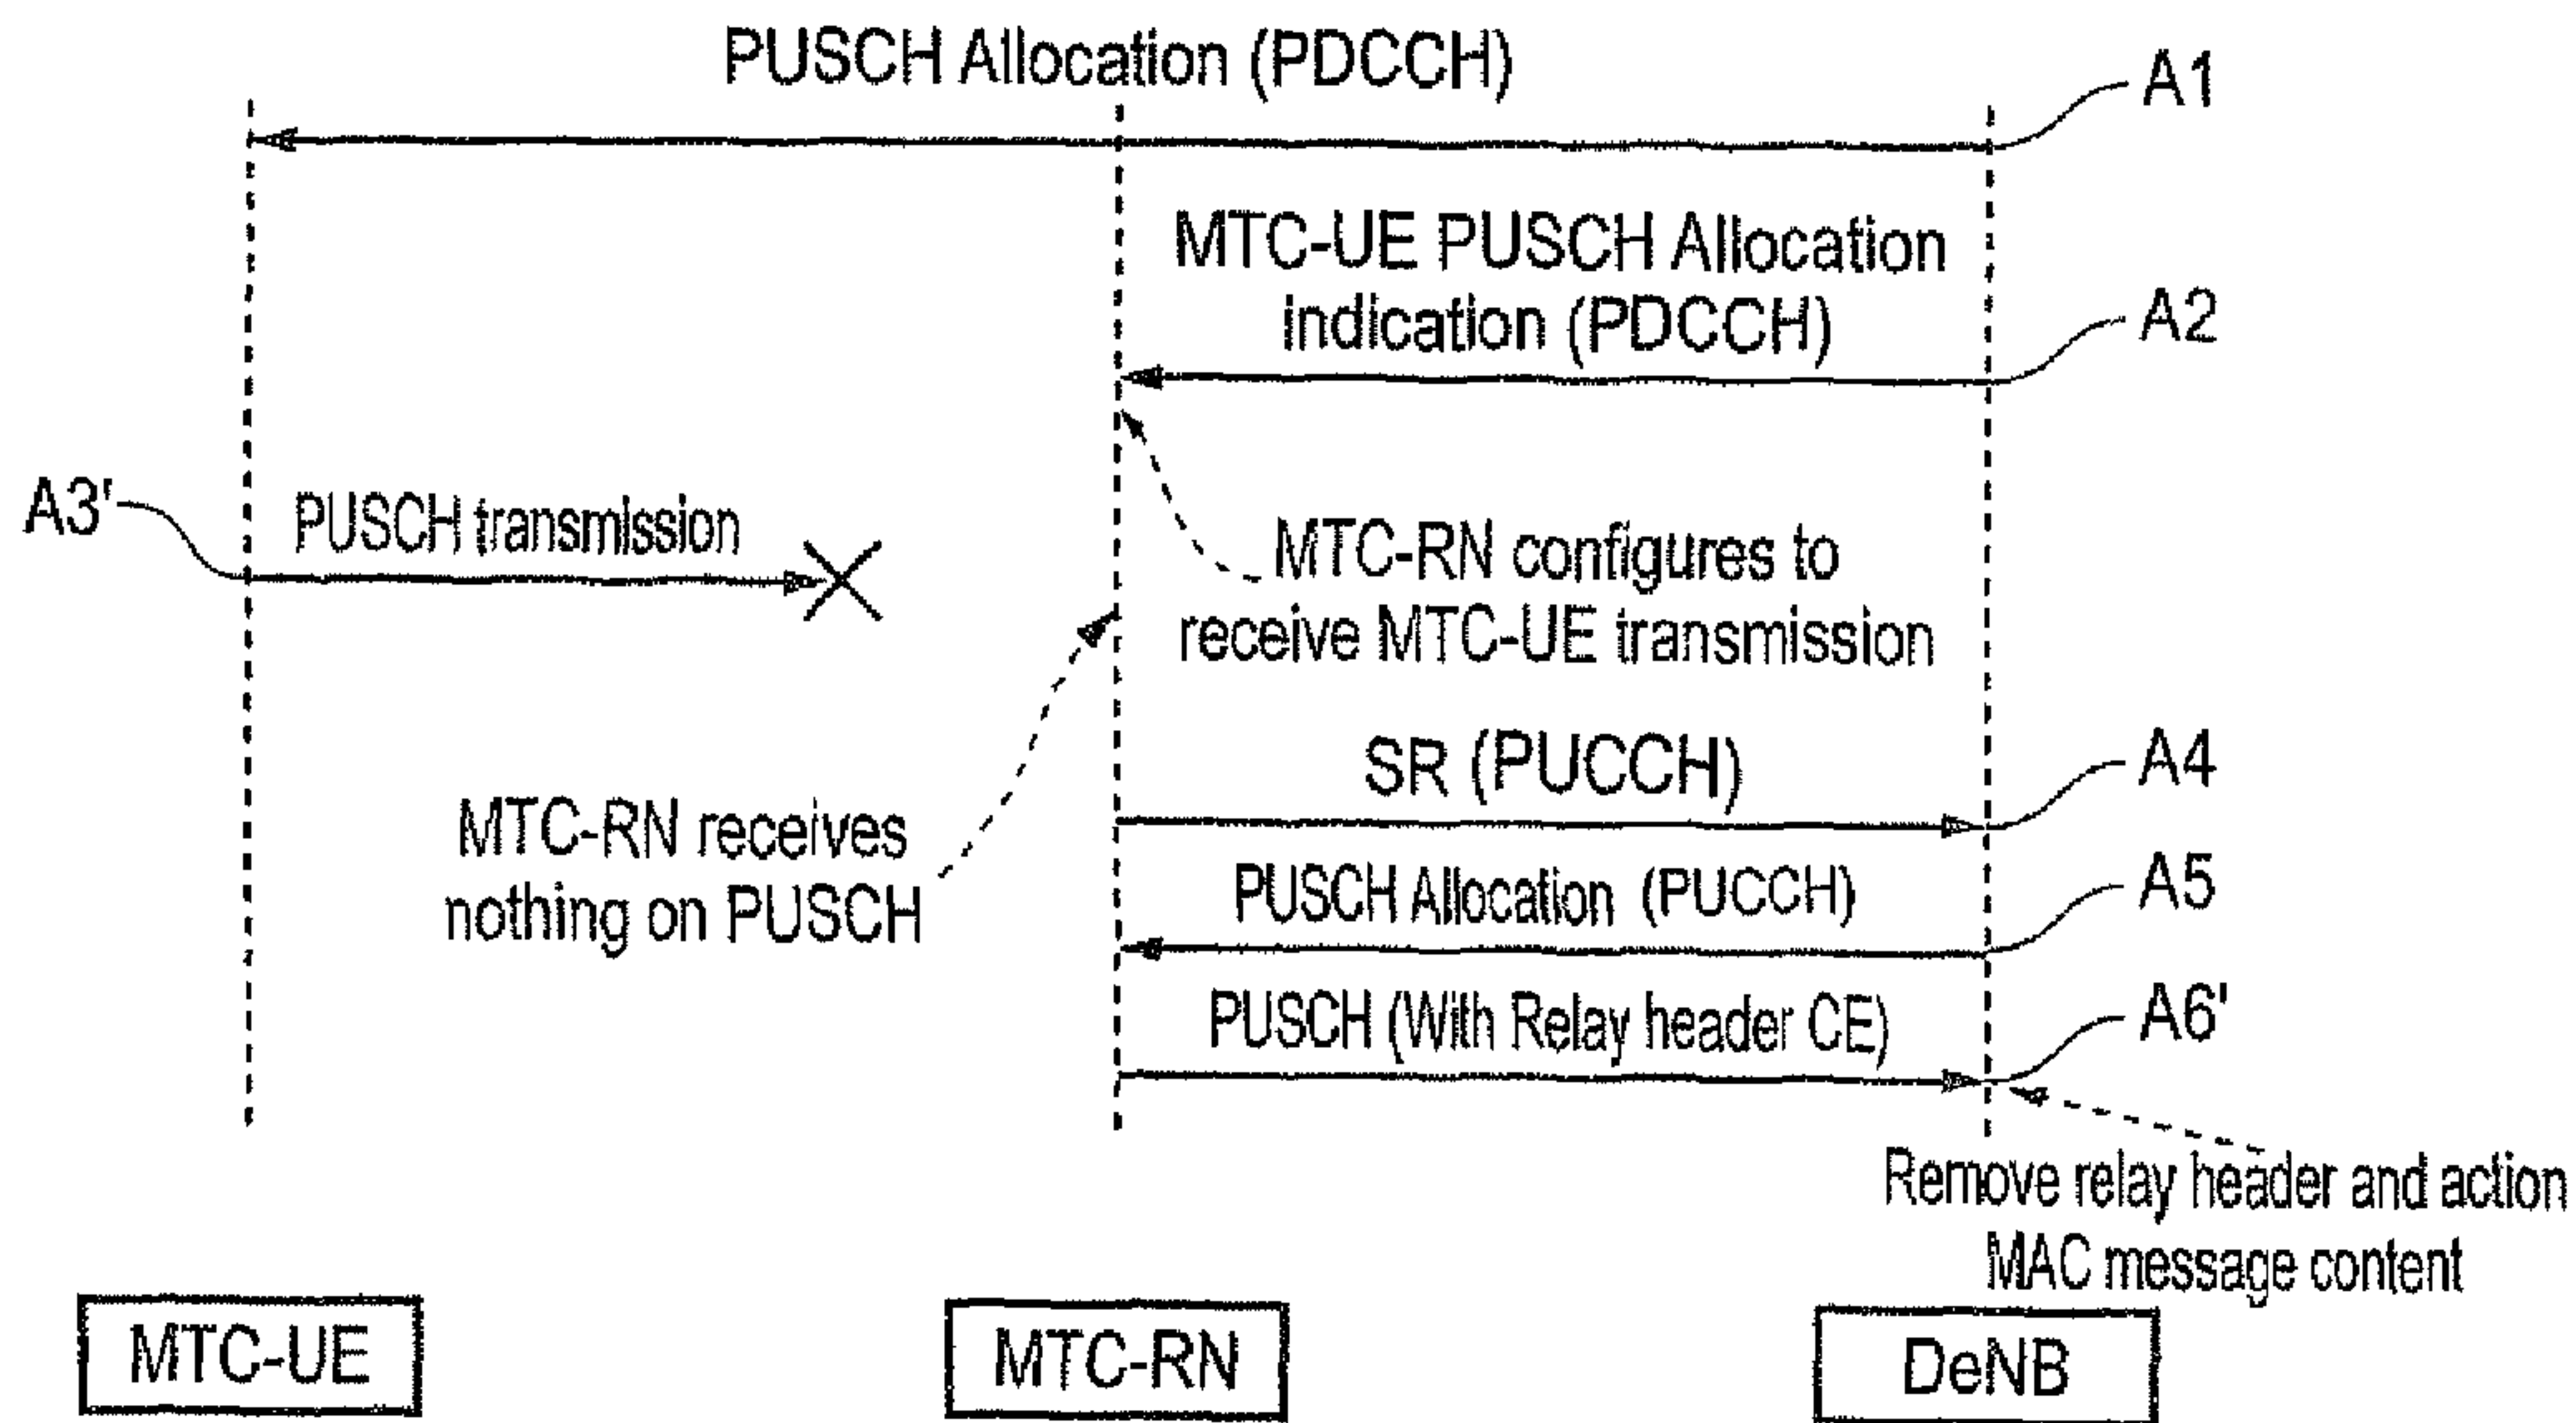 PUSCH Allocation (PDCCH)
A1
MTC-UE PUSCH Allocation
indication (PDCCH)
A2
A3'
PUSCH transmission
MTC-RN configures to
receive MTC-UE transmission
SR (PUCCH)
A4
MTC-RN receives
nothing on PUSCH
PUSCH Allocation (PUCCH)
A5
PUSCH (With Relay header CE)
A6'
Remove relay header and action
MAC message content
MTC-UE
MTC-RN
DeNB